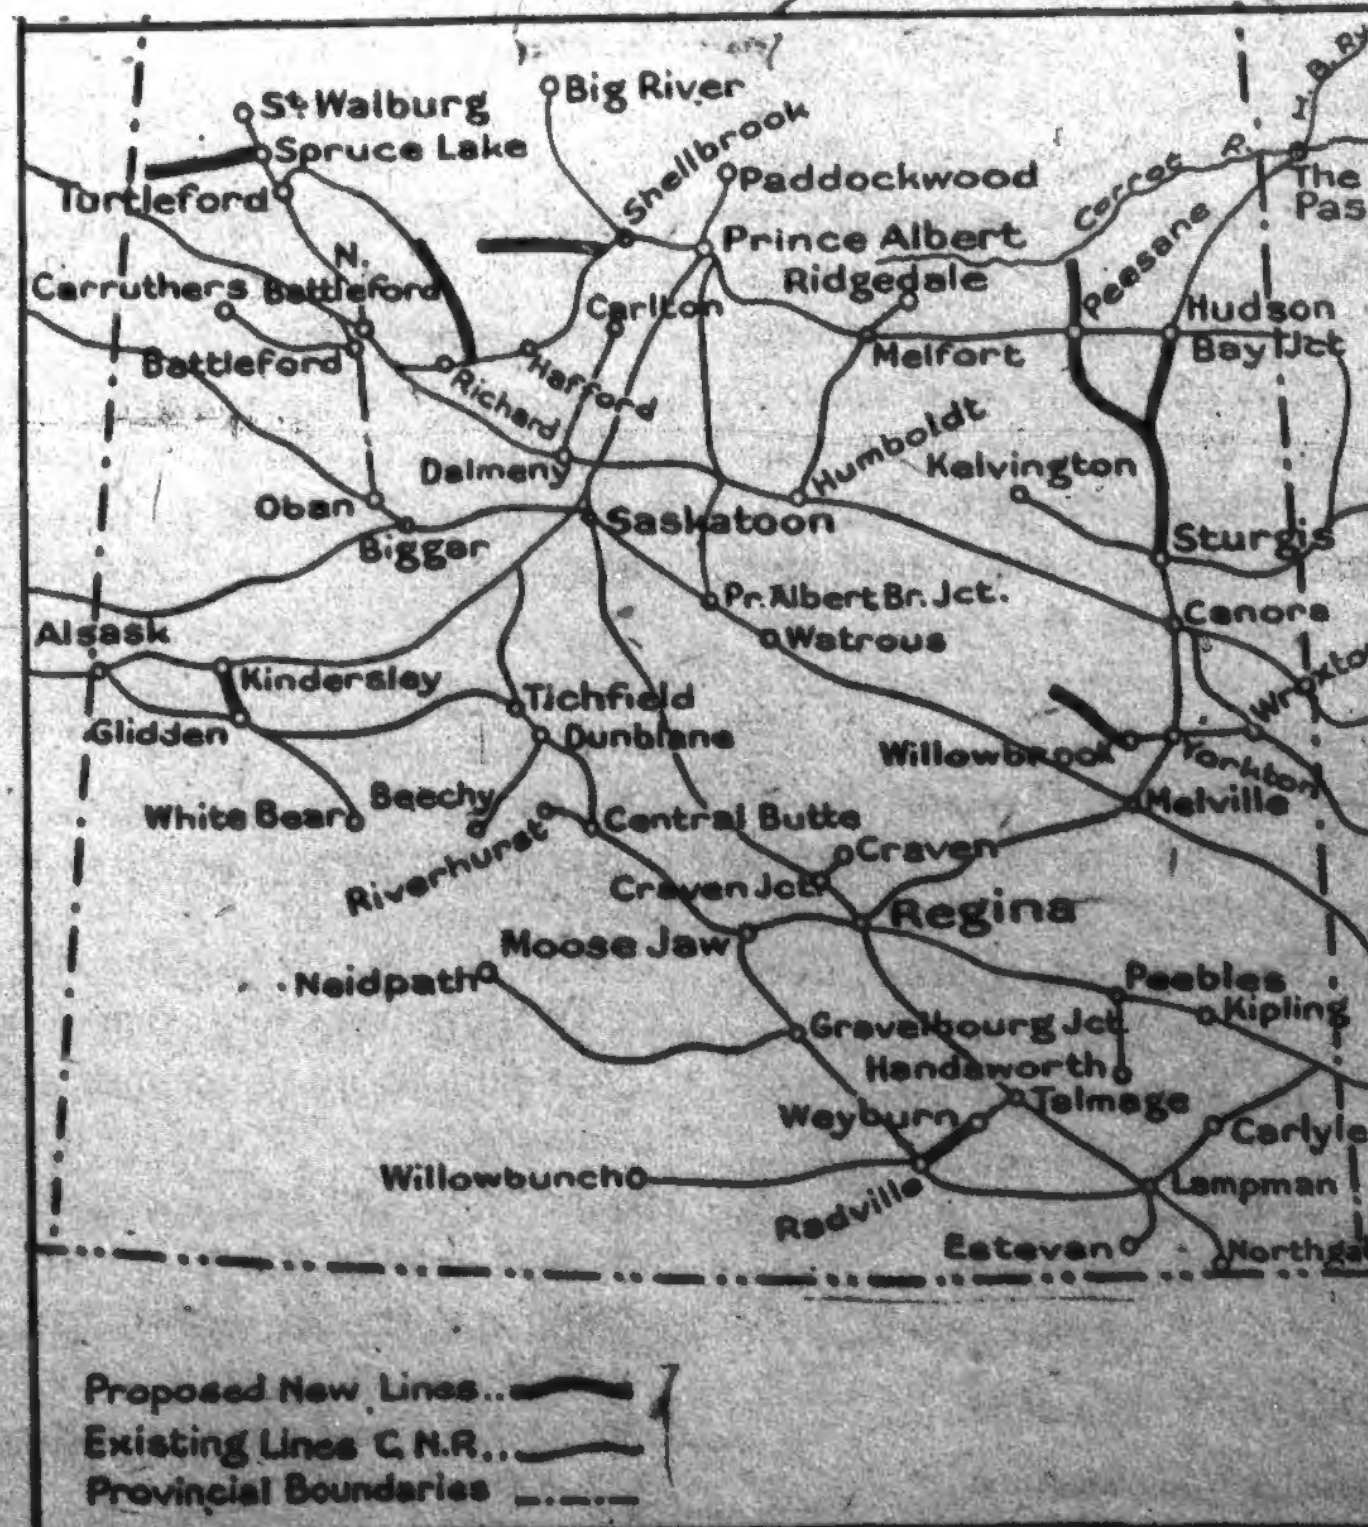 St. Walburg
Big River
Spruce Lake
Shellbrook
Paddockwood
Carrot R.
H. B. Ry
The
Pas
Turtleford
Prince Albert
Peesane
N.
Battleford
Carruthers
Ridgedale
Carlton
Hudson
Bay Jct
Battleford
Richard
Hafford
Melfort
Dalmeny
Humboldt
Kelvington
Oban
Saskatoon
Sturgis
Biggar
Pr. Albert Br. Jct.
Canora
Alsask
Watrous
Kindersley
Tichfield
Wroxto
Glidden
Dunblane
Willowbrook
Yorkton
White Bear
Beechy
Melville
Riverhurst
Central Butte
Craven
Craven Jct.
Regina
Moose Jaw
Neidpath
Peebles
Kipling
Gravelbourg Jct.
Handsworth
Weyburn
Talmage
Carlyle
Willowbunch
Radville
Lampman
Estevan
Northga
Proposed New Lines..
Existing Lines C.N.R...
Provincial Boundaries